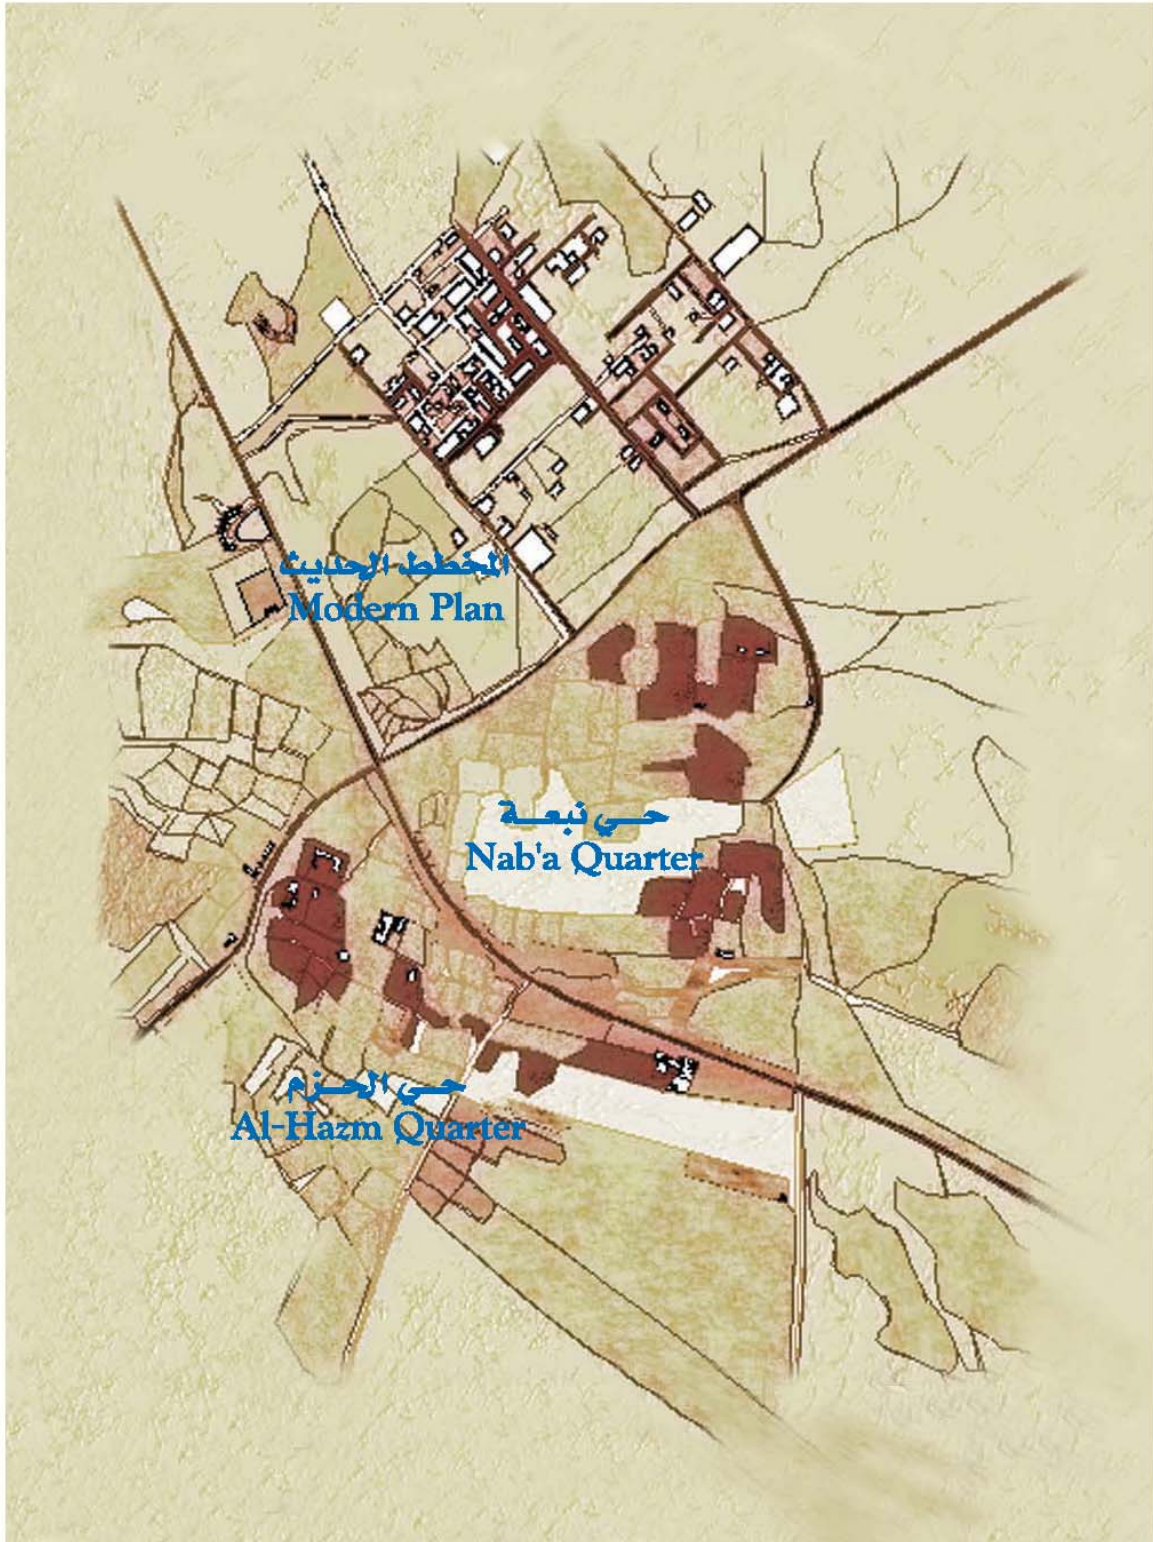 المخطط الحديث
Modern Plan
حي نبعة
Nab'a Quarter
حي الحزم
Al-Hazm Quarter